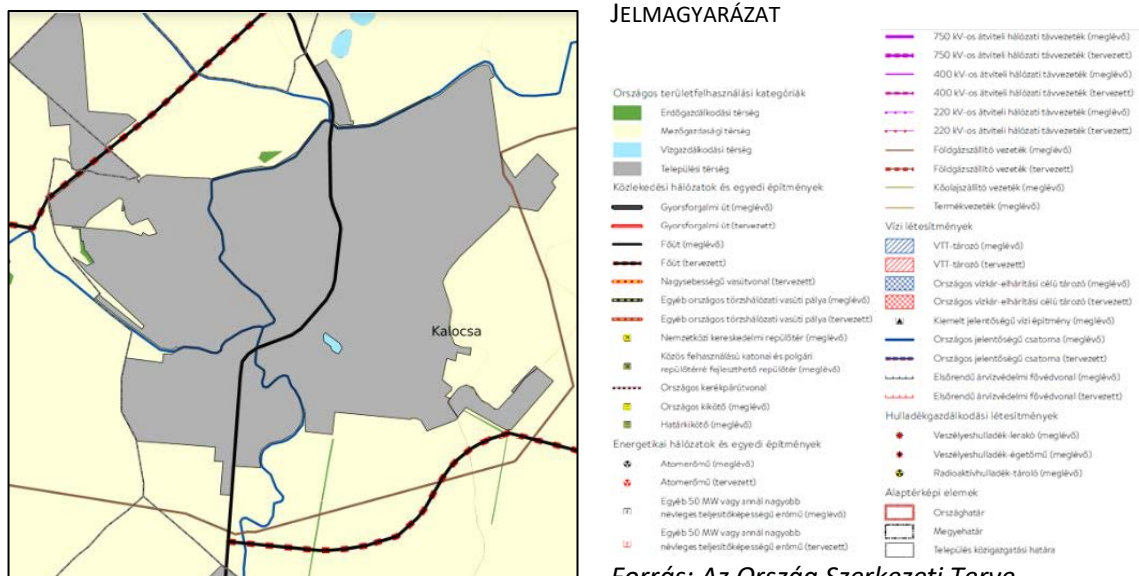 JELMAGYARÁZAT
Kalocsa
Országos területfelhasználási kategóriák
Erdőgazdálkodási térség
Mezőgazdasági térség
Vízgazdálkodási térség
Települési térség
Közlekedési hálózatok és egyedi építmények
Gyorsforgalmi út (meglévő)
Gyorsforgalmi út (tervezett)
Főút (meglévő)
Főút (tervezett)
Nagysebességű vasútvonal (tervezett)
Egyéb országos törzshálózati vasúti pálya (meglévő)
Egyéb országos törzshálózati vasúti pálya (tervezett)
Nemzetközi kereskedelmi repülőtér (meglévő)
Közös felhasználású katonai és polgári
repülőtérré fejleszthető repülőtér (meglévő)
Országos kerékpárútvonal
Országos kikötő (meglévő)
Határkikötő (meglévő)
Energetikai hálózatok és egyedi építmények
Atomerőmű (meglévő)
Atomerőmű (tervezett)
Egyéb 50 MW vagy annál nagyobb
névleges teljesítőképességű erőmű (meglévő)
Egyéb 50 MW vagy annál nagyobb
névleges teljesítőképességű erőmű (tervezett)
750 kV-os átviteli hálózati távvezeték (meglévő)
750 kV-os átviteli hálózati távvezeték (tervezett)
400 kV-os átviteli hálózati távvezeték (meglévő)
400 kV-os átviteli hálózati távvezeték (tervezett)
220 kV-os átviteli hálózati távvezeték (meglévő)
220 kV-os átviteli hálózati távvezeték (tervezett)
Földgázszállító vezeték (meglévő)
Földgázszállító vezeték (tervezett)
Kőolajszállító vezeték (meglévő)
Termékvezeték (meglévő)
Vízi létesítmények
VTT-tározó (meglévő)
VTT-tározó (tervezett)
Országos vízkár-elhárítási célú tározó (meglévő)
Országos vízkár-elhárítási célú tározó (tervezett)
Kiemelt jelentőségű vízi építmény (meglévő)
Országos jelentőségű csatorna (meglévő)
Országos jelentőségű csatorna (tervezett)
Elsőrendű árvízvédelmi fővédvonal (meglévő)
Elsőrendű árvízvédelmi fővédvonal (tervezett)
Hulladékgazdálkodási létesítmények
Veszélyeshulladék-lerakó (meglévő)
Veszélyeshulladék-égetőmű (meglévő)
Radioaktívhulladék-tároló (meglévő)
Alaptérképi elemek
Országhatár
Megyehatár
Település közigazgatási határa
Forrás: Az Ország Szerkezeti Terve